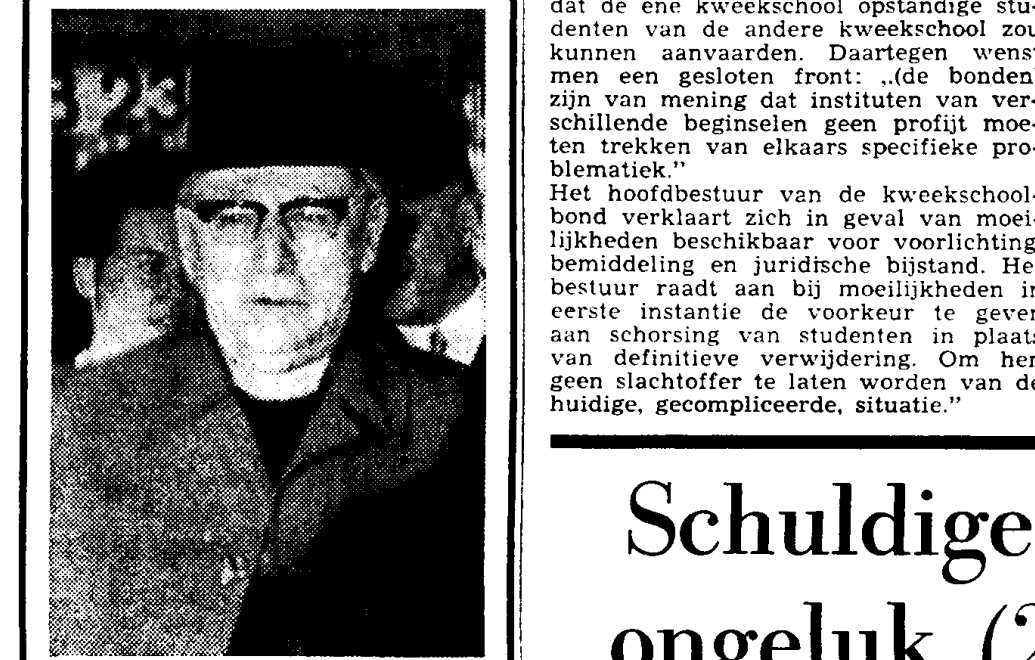 23
dat de ene kweekschool opstandige stu-
denten van de andere kweekschool zou
kunnen aanvaarden. Daartegen wenst
men een gesloten front: ,,(de bonden)
zijn van mening dat instituten van ver-
schillende beginselen geen profijt moe-
ten trekken van elkaars specifieke pro-
blematiek.”
Het hoofdbestuur van de kweekschool-
bond verklaart zich in geval van moei-
lijkheden beschikbaar voor voorlichting,
bemiddeling en juridische bijstand. Het
bestuur raadt aan bij moeilijkheden in
eerste instantie de voorkeur te geven
aan schorsing van studenten in plaats
van definitieve verwijdering. Om hen
geen slachtoffer te laten worden van de
huidige, gecompliceerde, situatie.”
Schuldige
ongeluk (2